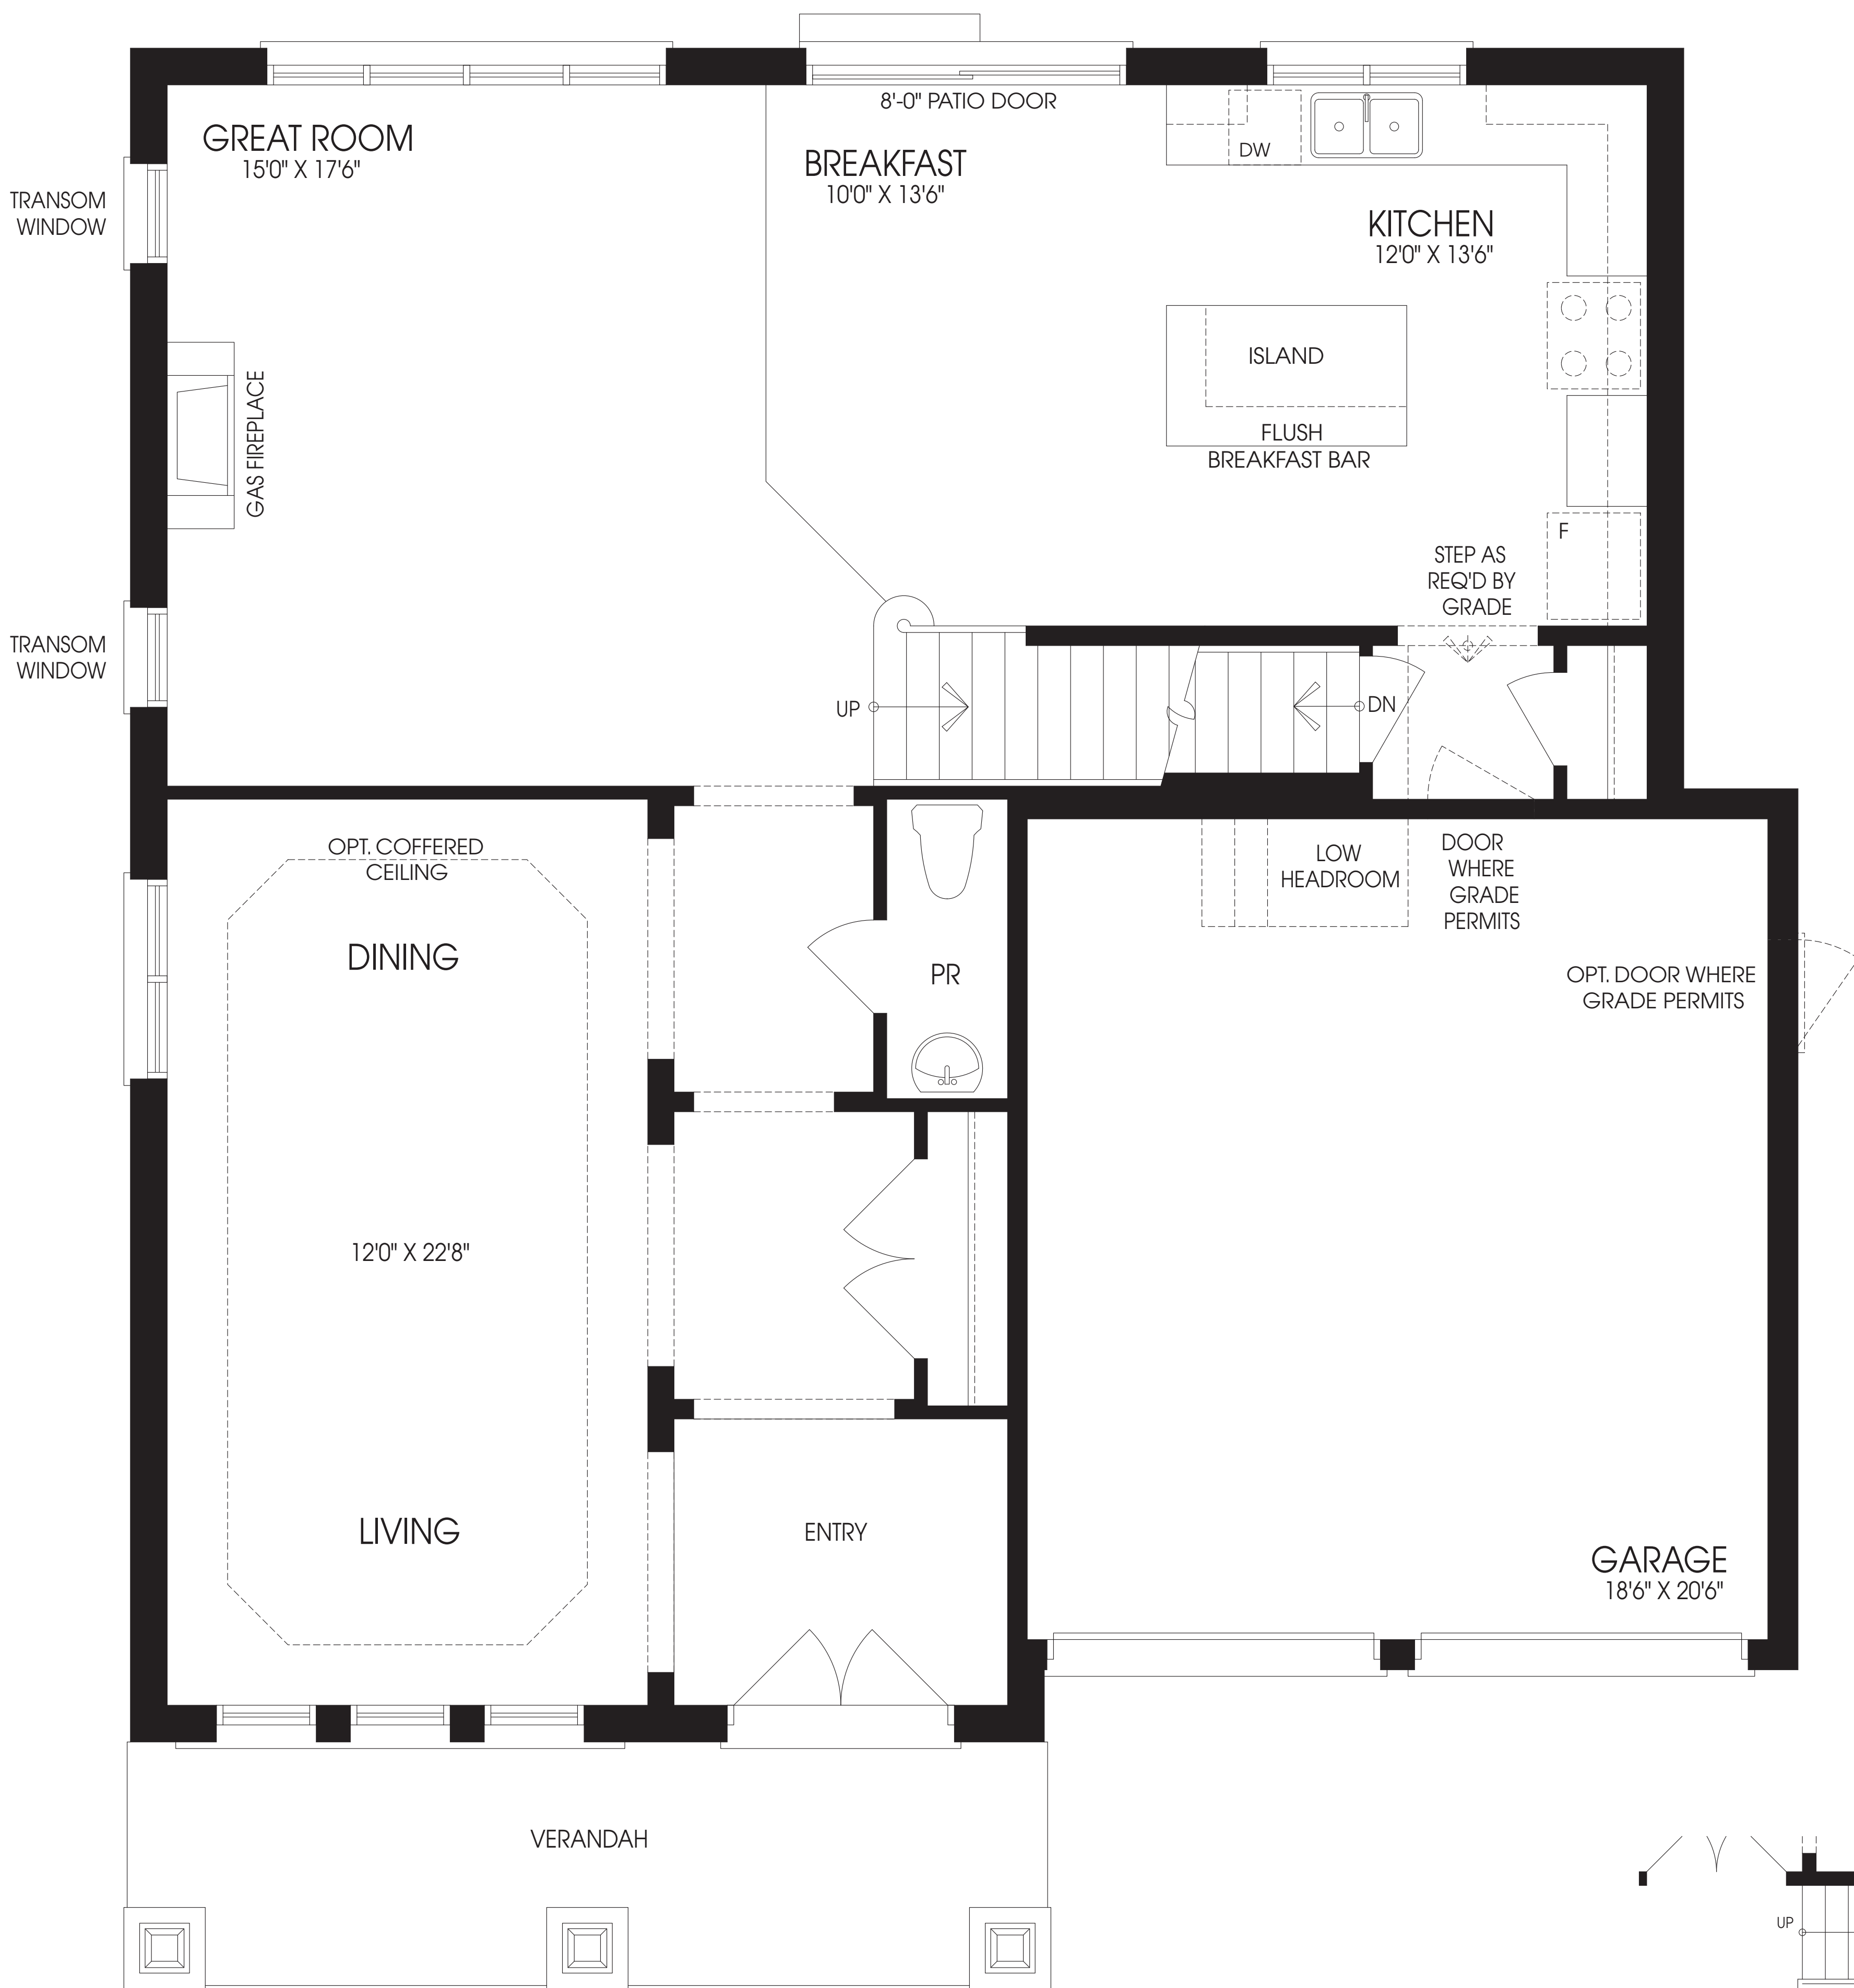 8'-0" PATIO DOOR
GREAT ROOM
15'0" X 17'6"
BREAKFAST
10'0" X 13'6"
DW
KITCHEN
12'0" X 13'6"
TRANSOM
WINDOW
ISLAND
FLUSH
BREAKFAST BAR
GAS FIREPLACE
F
STEP AS
REQ'D BY
GRADE
TRANSOM
WINDOW
UP
DN
OPT. COFFERED
CEILING
LOW
HEADROOM
DOOR
WHERE
GRADE
PERMITS
DINING
PR
OPT. DOOR WHERE
GRADE PERMITS
12'0" X 22'8"
LIVING
ENTRY
GARAGE
18'6" X 20'6"
VERANDAH
UP